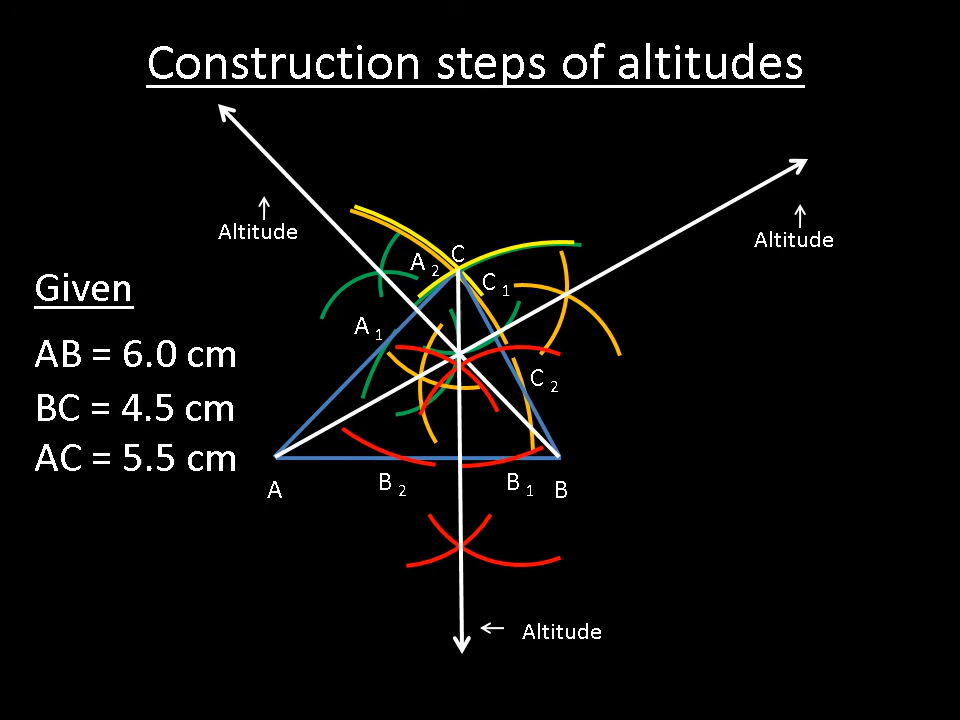 Construction steps of altitudes
Altitude
Altitude
C
A 2
C 1
Given
A 1
AB = 6.0 cm
C 2
BC = 4.5 cm
AC = 5.5 cm
A
B 2
B 1
B
Altitude